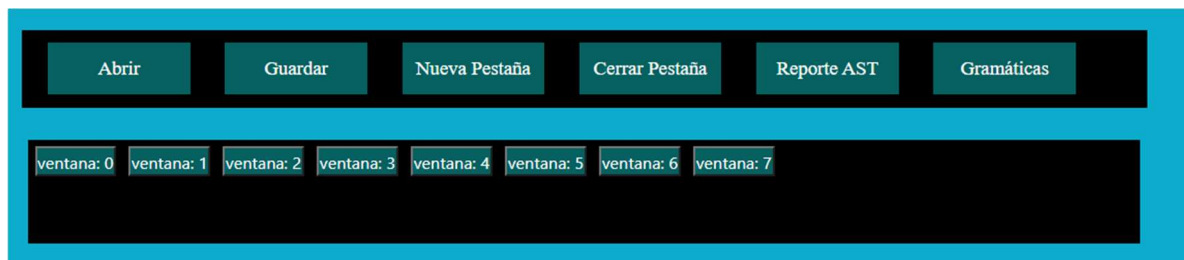 Abrir Guardar Nueva Pestaña Cerrar Pestaña Reporte AST Gramáticas
ventana: 0 ventana: 1 ventana: 2 ventana: 3 ventana: 4 ventana: 5 ventana: 6 ventana: 7